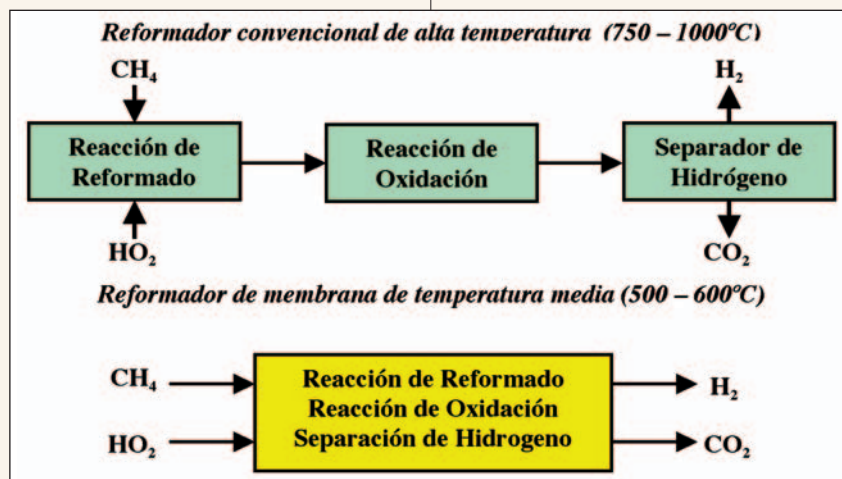 Reformador convencional de alta temperatura (750 – 1000ºC)
CH₄
H₂
Reacción de
Reformado
Reacción de
Oxidación
Separador de
Hidrógeno
HO₂
CO₂
Reformador de membrana de temperatura media (500 – 600ºC)
CH₄
Reacción de Reformado
H₂
Reacción de Oxidación
HO₂
Separación de Hidrogeno
CO₂